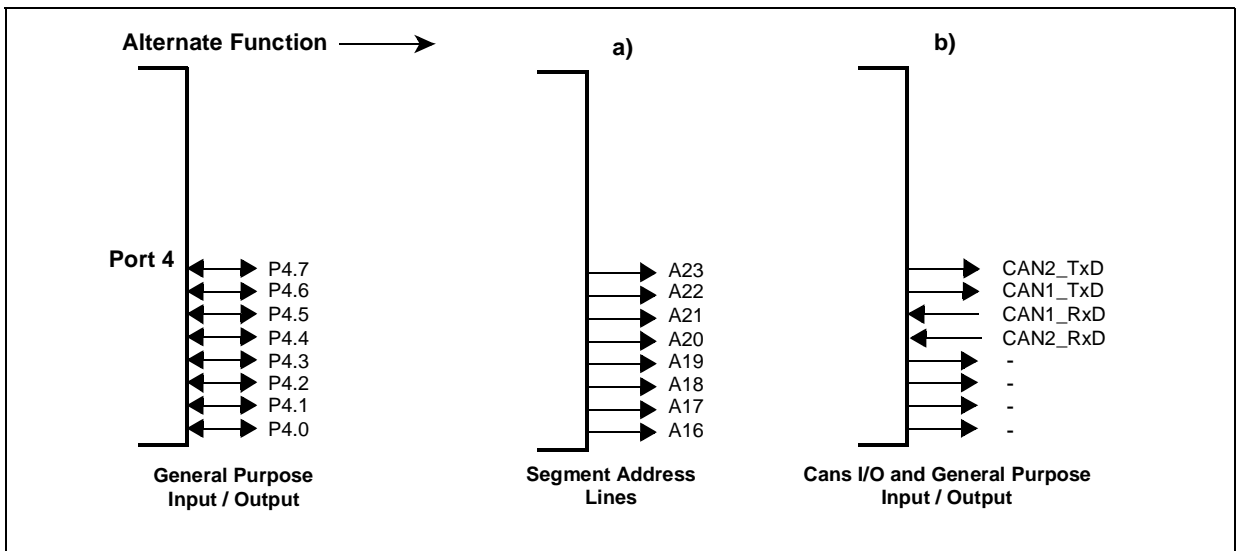 Alternate Function
a)
b)
Port 4
P4.7
P4.6
P4.5
P4.4
P4.3
P4.2
P4.1
P4.0
General Purpose
Input / Output
A23
A22
A21
A20
A19
A18
A17
A16
Segment Address
Lines
CAN2_TxD
CAN1_TxD
CAN1_RxD
CAN2_RxD
-
-
-
-
Cans I/O and General Purpose
Input / Output